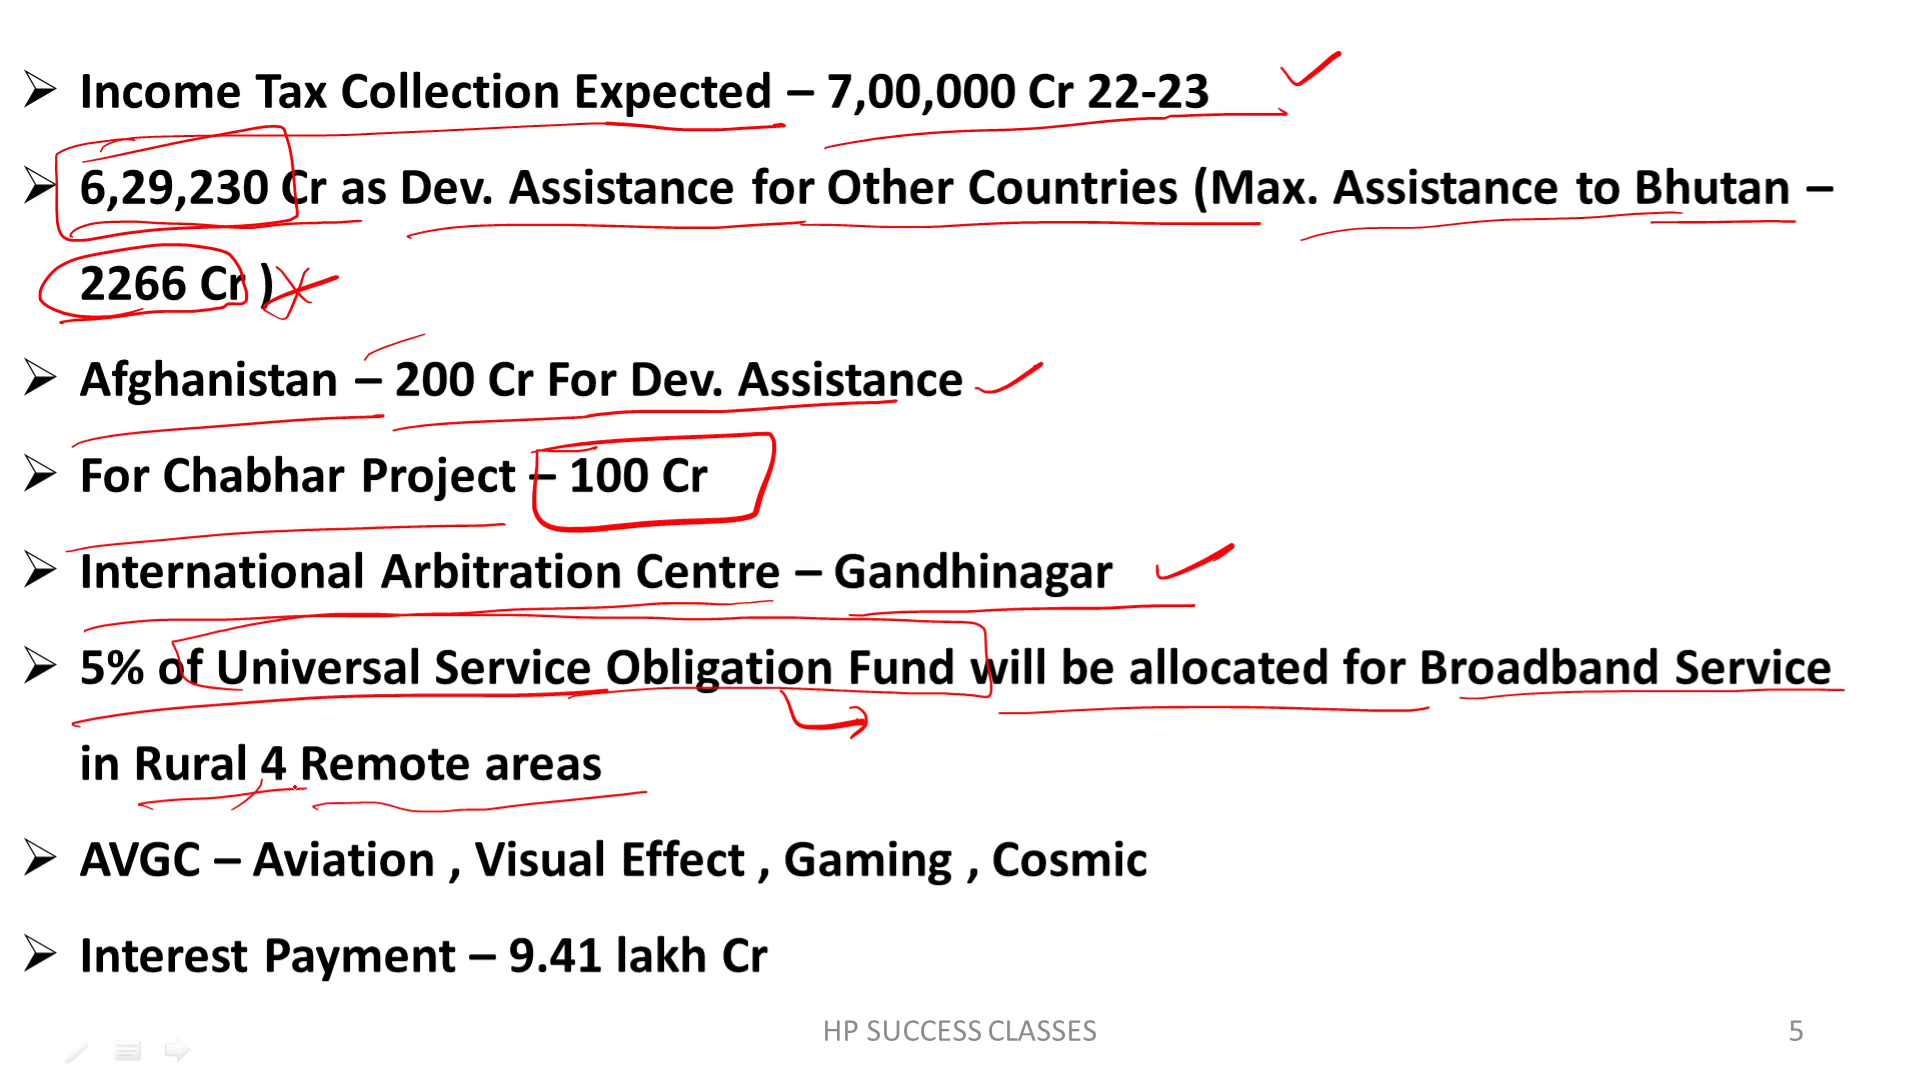 ➢ Income Tax Collection Expected – 7,00,000 Cr 22-23
➢ 6,29,230 Cr as Dev. Assistance for Other Countries (Max. Assistance to Bhutan –
2266 Cr )
➢ Afghanistan – 200 Cr For Dev. Assistance
➢ For Chabhar Project – 100 Cr
➢ International Arbitration Centre – Gandhinagar
➢ 5% of Universal Service Obligation Fund will be allocated for Broadband Service
in Rural 4 Remote areas
➢ AVGC – Aviation , Visual Effect , Gaming , Cosmic
➢ Interest Payment – 9.41 lakh Cr
HP SUCCESS CLASSES
5